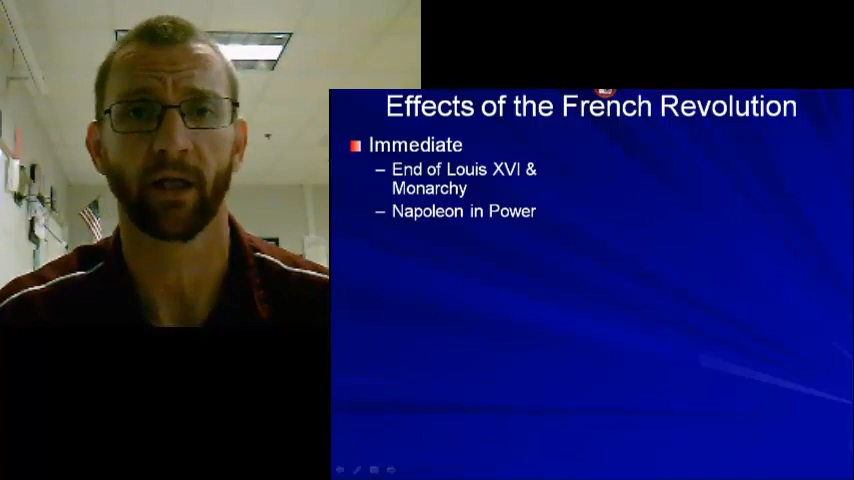 Effects of the French Revolution
Immediate
– End of Louis XVI &
Monarchy
– Napoleon in Power